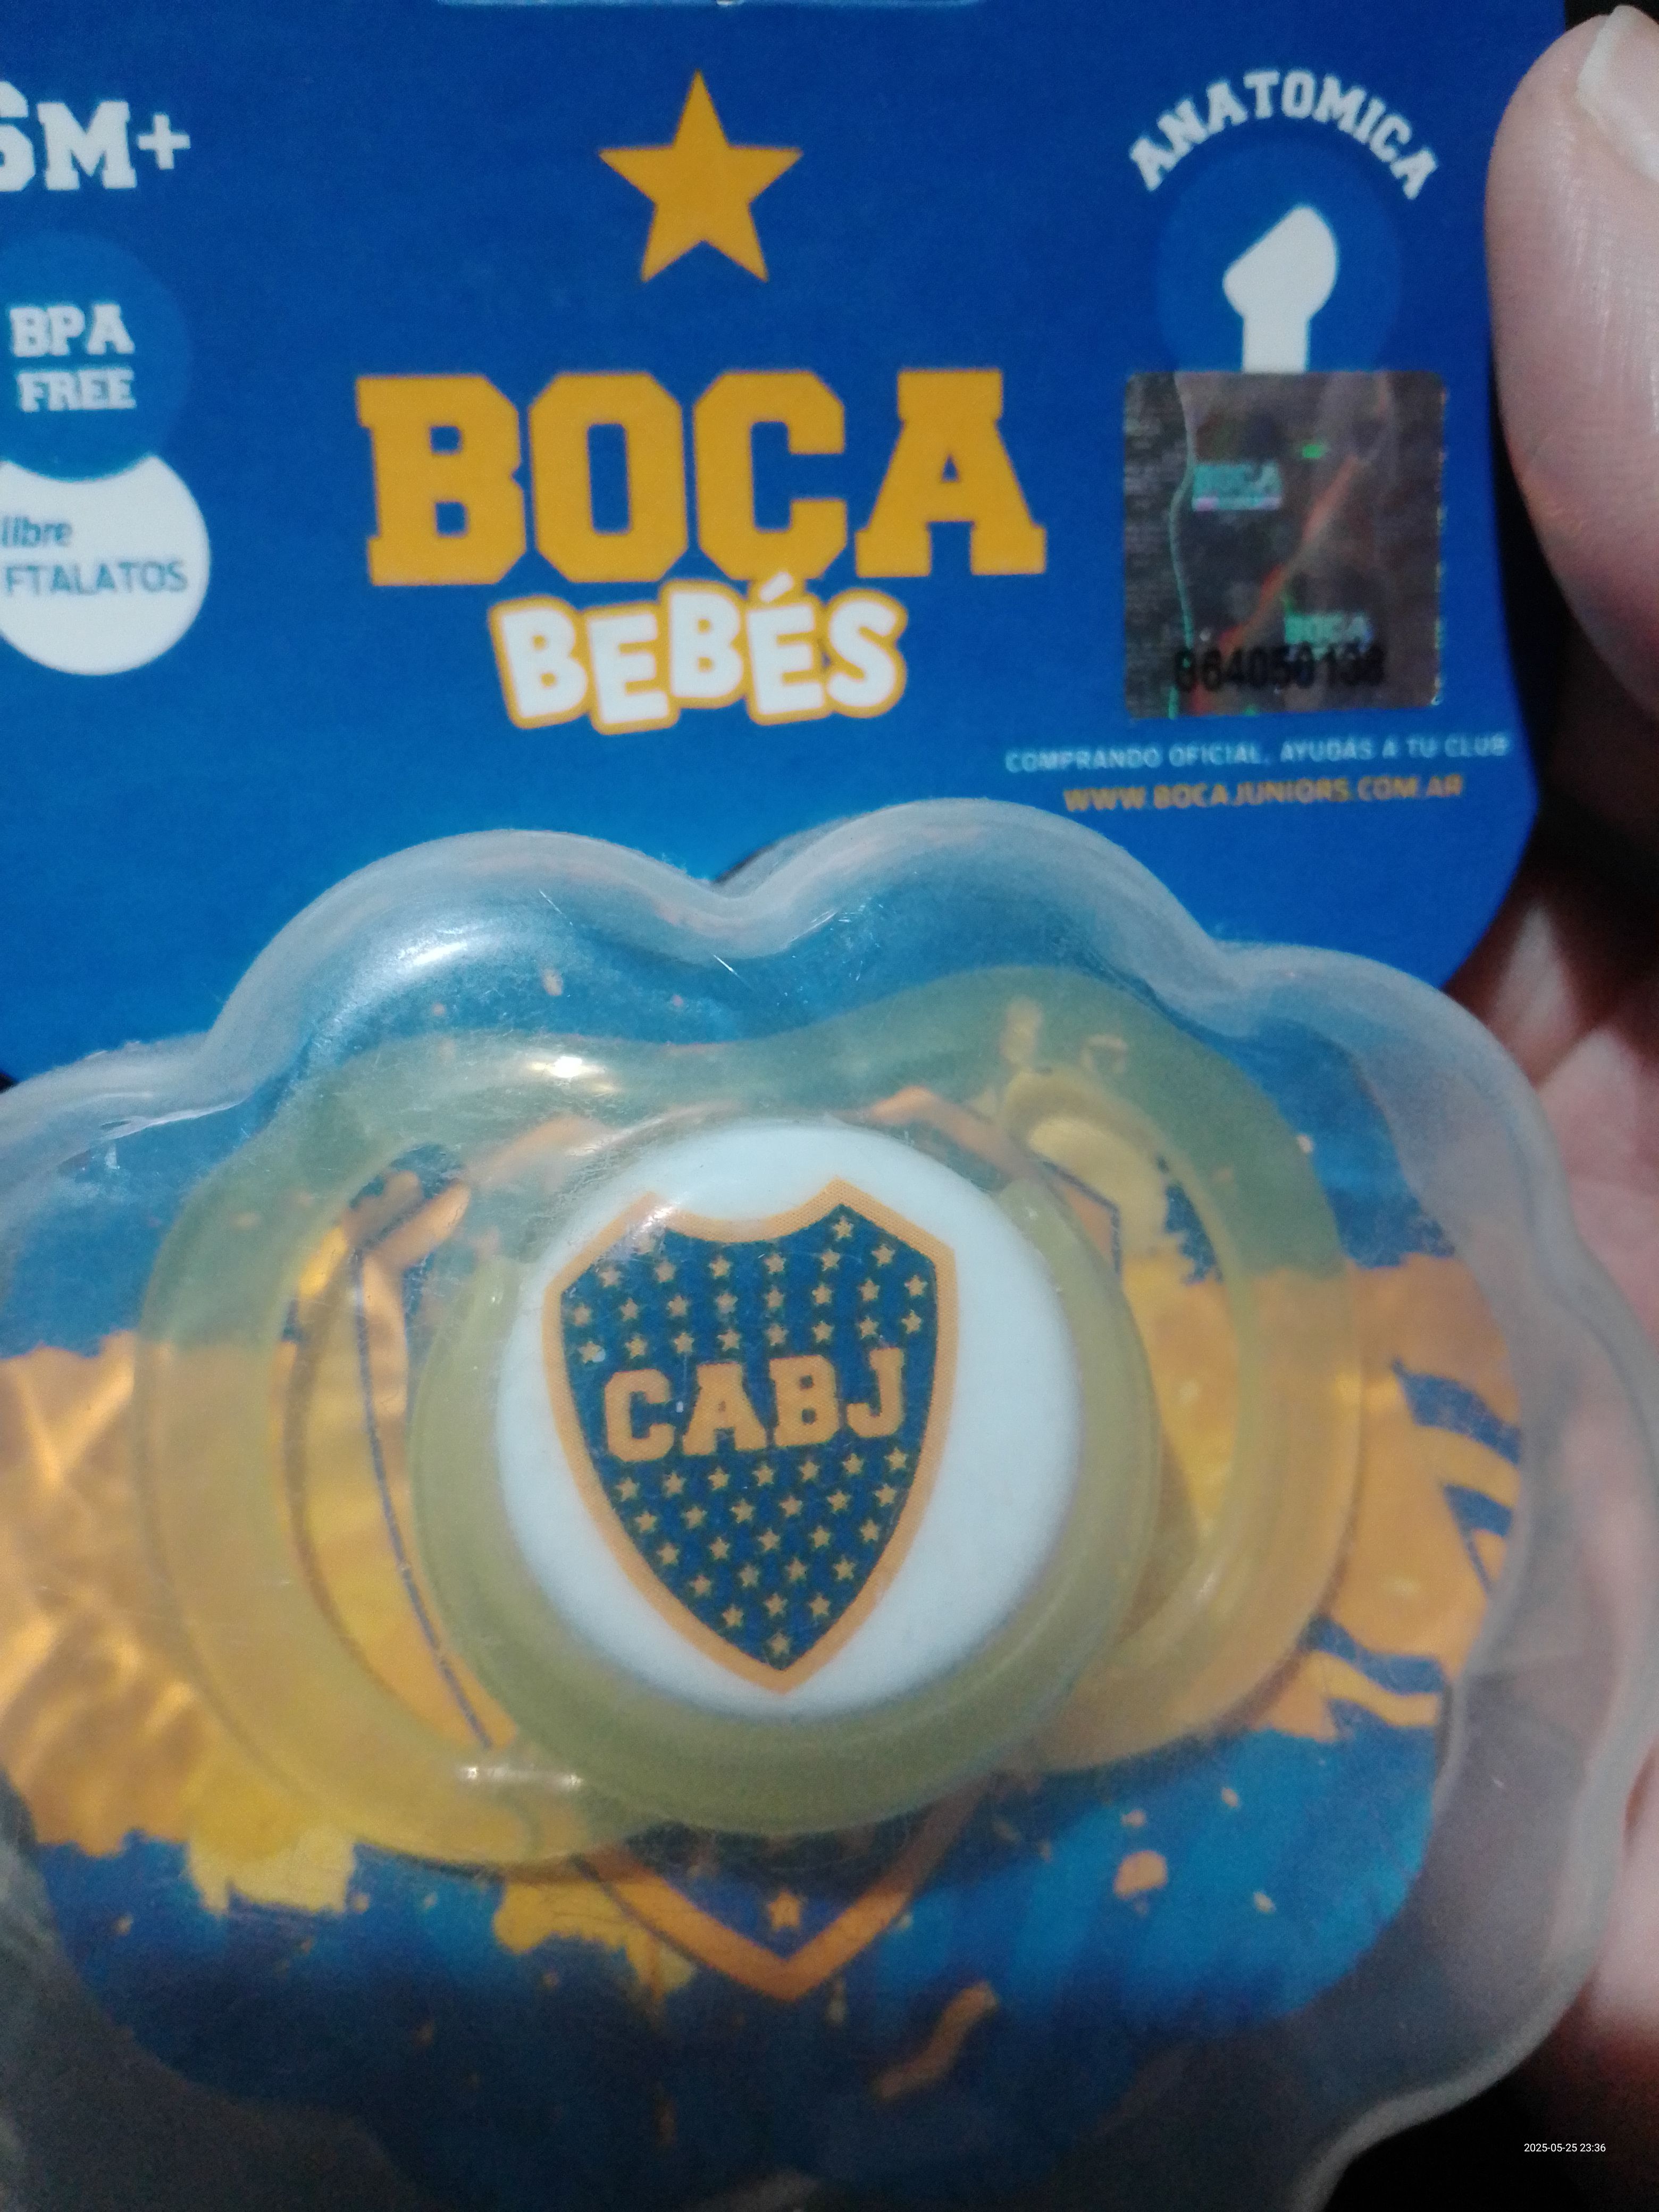 6M+
ANATOMICA
BPA
FREE
BOCA
libre
FTALATOS
BEBÉS
BOCA
BOCA
COMPRANDO OFICIAL, AYUDÁS A TU CLUB
WWW.BOCAJUNIORS.COM.AR
CABJ
2025-05-25 23:36